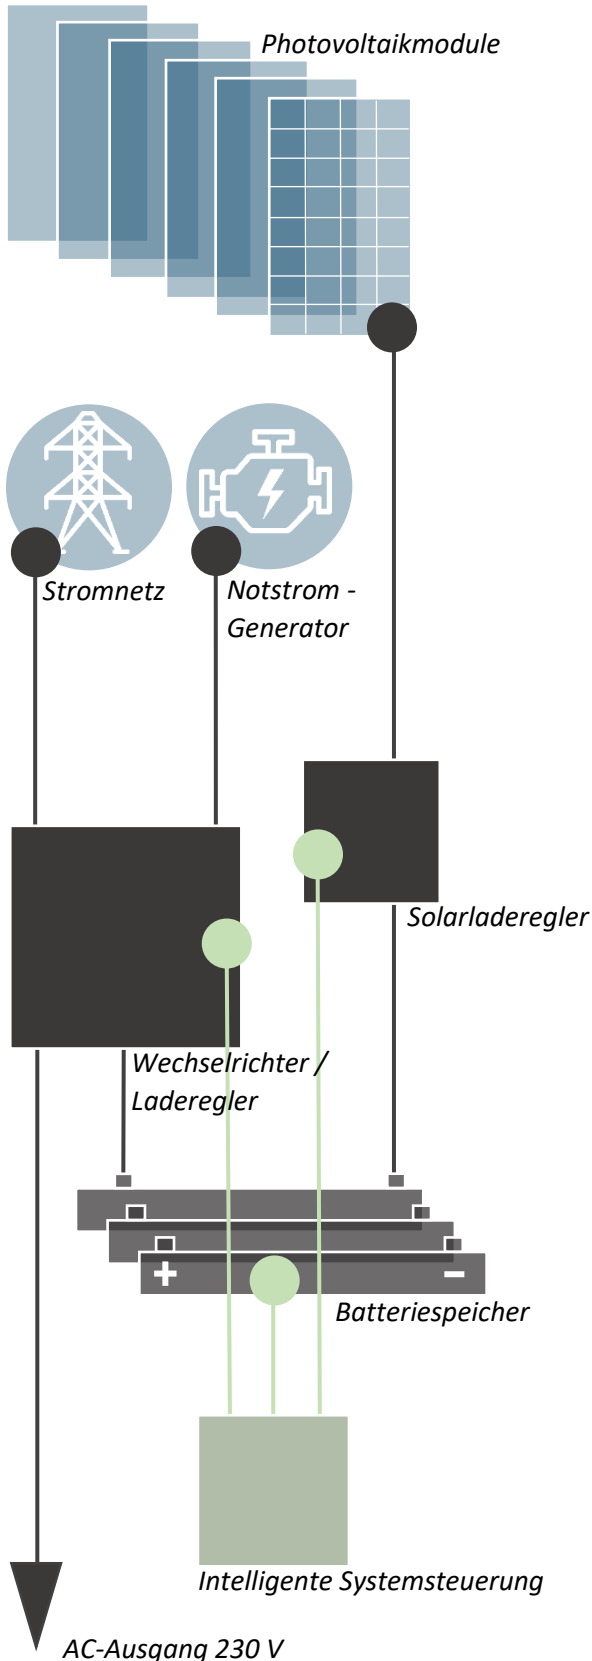 Photovoltaikmodule
Stromnetz
Notstrom -
Generator
Solarladeregler
Wechselrichter /
Laderegler
+
−
Batteriespeicher
Intelligente Systemsteuerung
AC-Ausgang 230 V